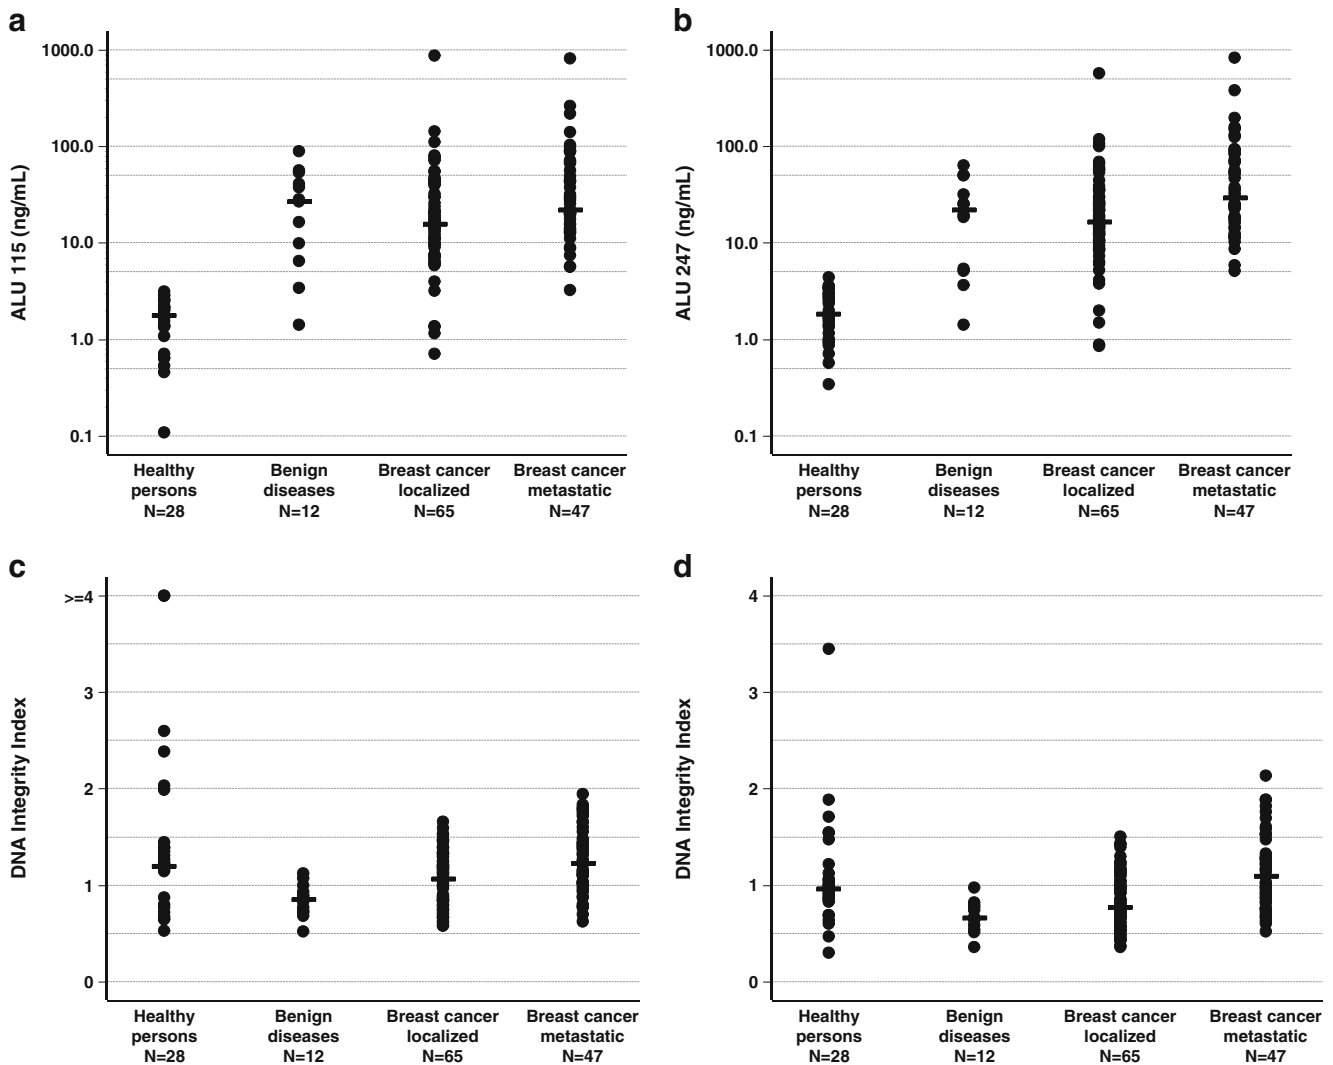 a
1000.0
100.0
10.0
1.0
0.1
ALU 115 (ng/mL)
Healthy
persons
N=28
Benign
diseases
N=12
Breast cancer
localized
N=65
Breast cancer
metastatic
N=47
b
1000.0
100.0
10.0
1.0
0.1
ALU 247 (ng/mL)
Healthy
persons
N=28
Benign
diseases
N=12
Breast cancer
localized
N=65
Breast cancer
metastatic
N=47
c
>=4
3
2
1
0
DNA Integrity Index
Healthy
persons
N=28
Benign
diseases
N=12
Breast cancer
localized
N=65
Breast cancer
metastatic
N=47
d
4
3
2
1
0
DNA Integrity Index
Healthy
persons
N=28
Benign
diseases
N=12
Breast cancer
localized
N=65
Breast cancer
metastatic
N=47